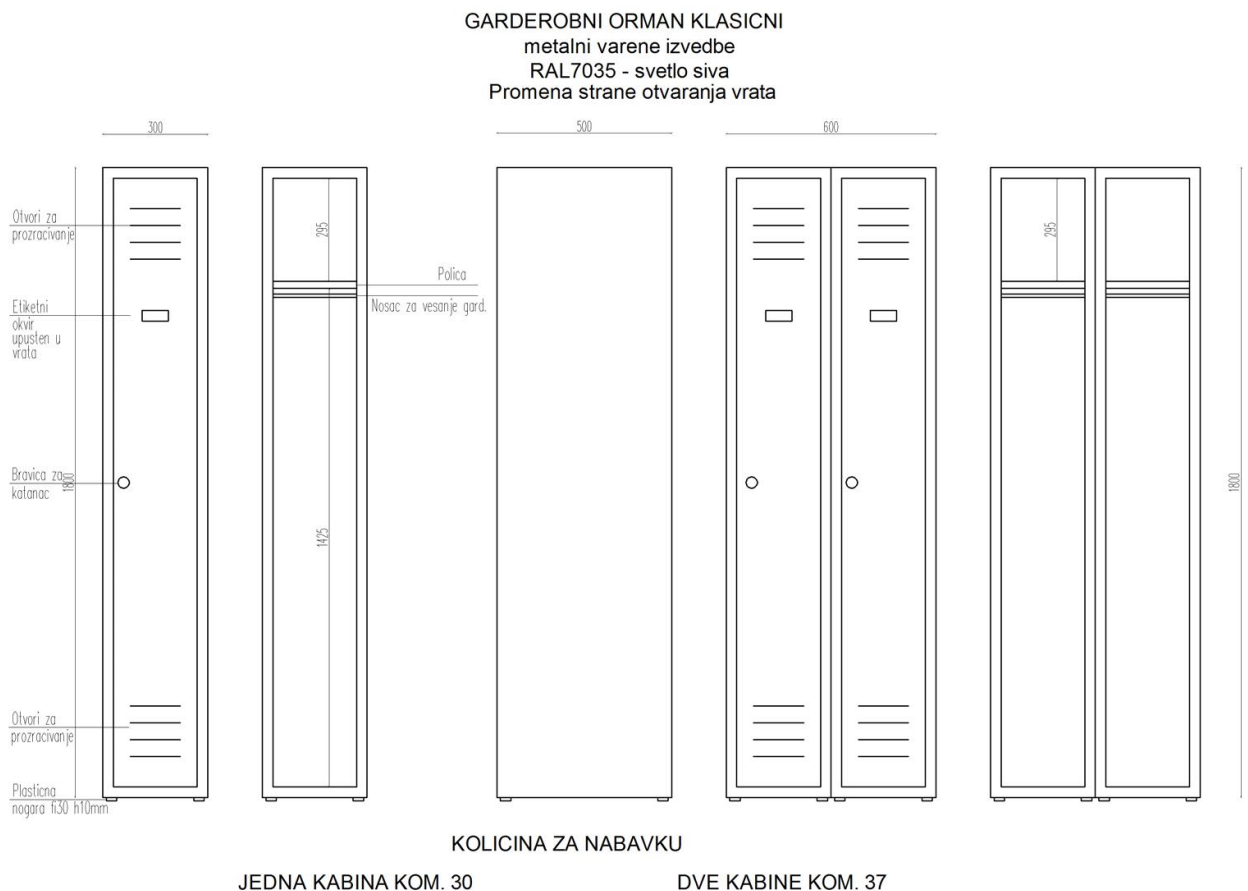 GARDEROBNI ORMAN KLASICNI
metalni varene izvedbe
RAL7035 - svetlo siva
Promena strane otvaranja vrata
300
500
600
Otvori za
prozracivanje
295
295
Polica
Nosac za vesanje gard.
Etiketni
okvir
upusten u
vrata
Bravica za
katanac
1800
1800
1425
Otvori za
prozracivanje
Plasticna
nogara fi30 h10mm
KOLICINA ZA NABAVKU
JEDNA KABINA KOM. 30
DVE KABINE KOM. 37